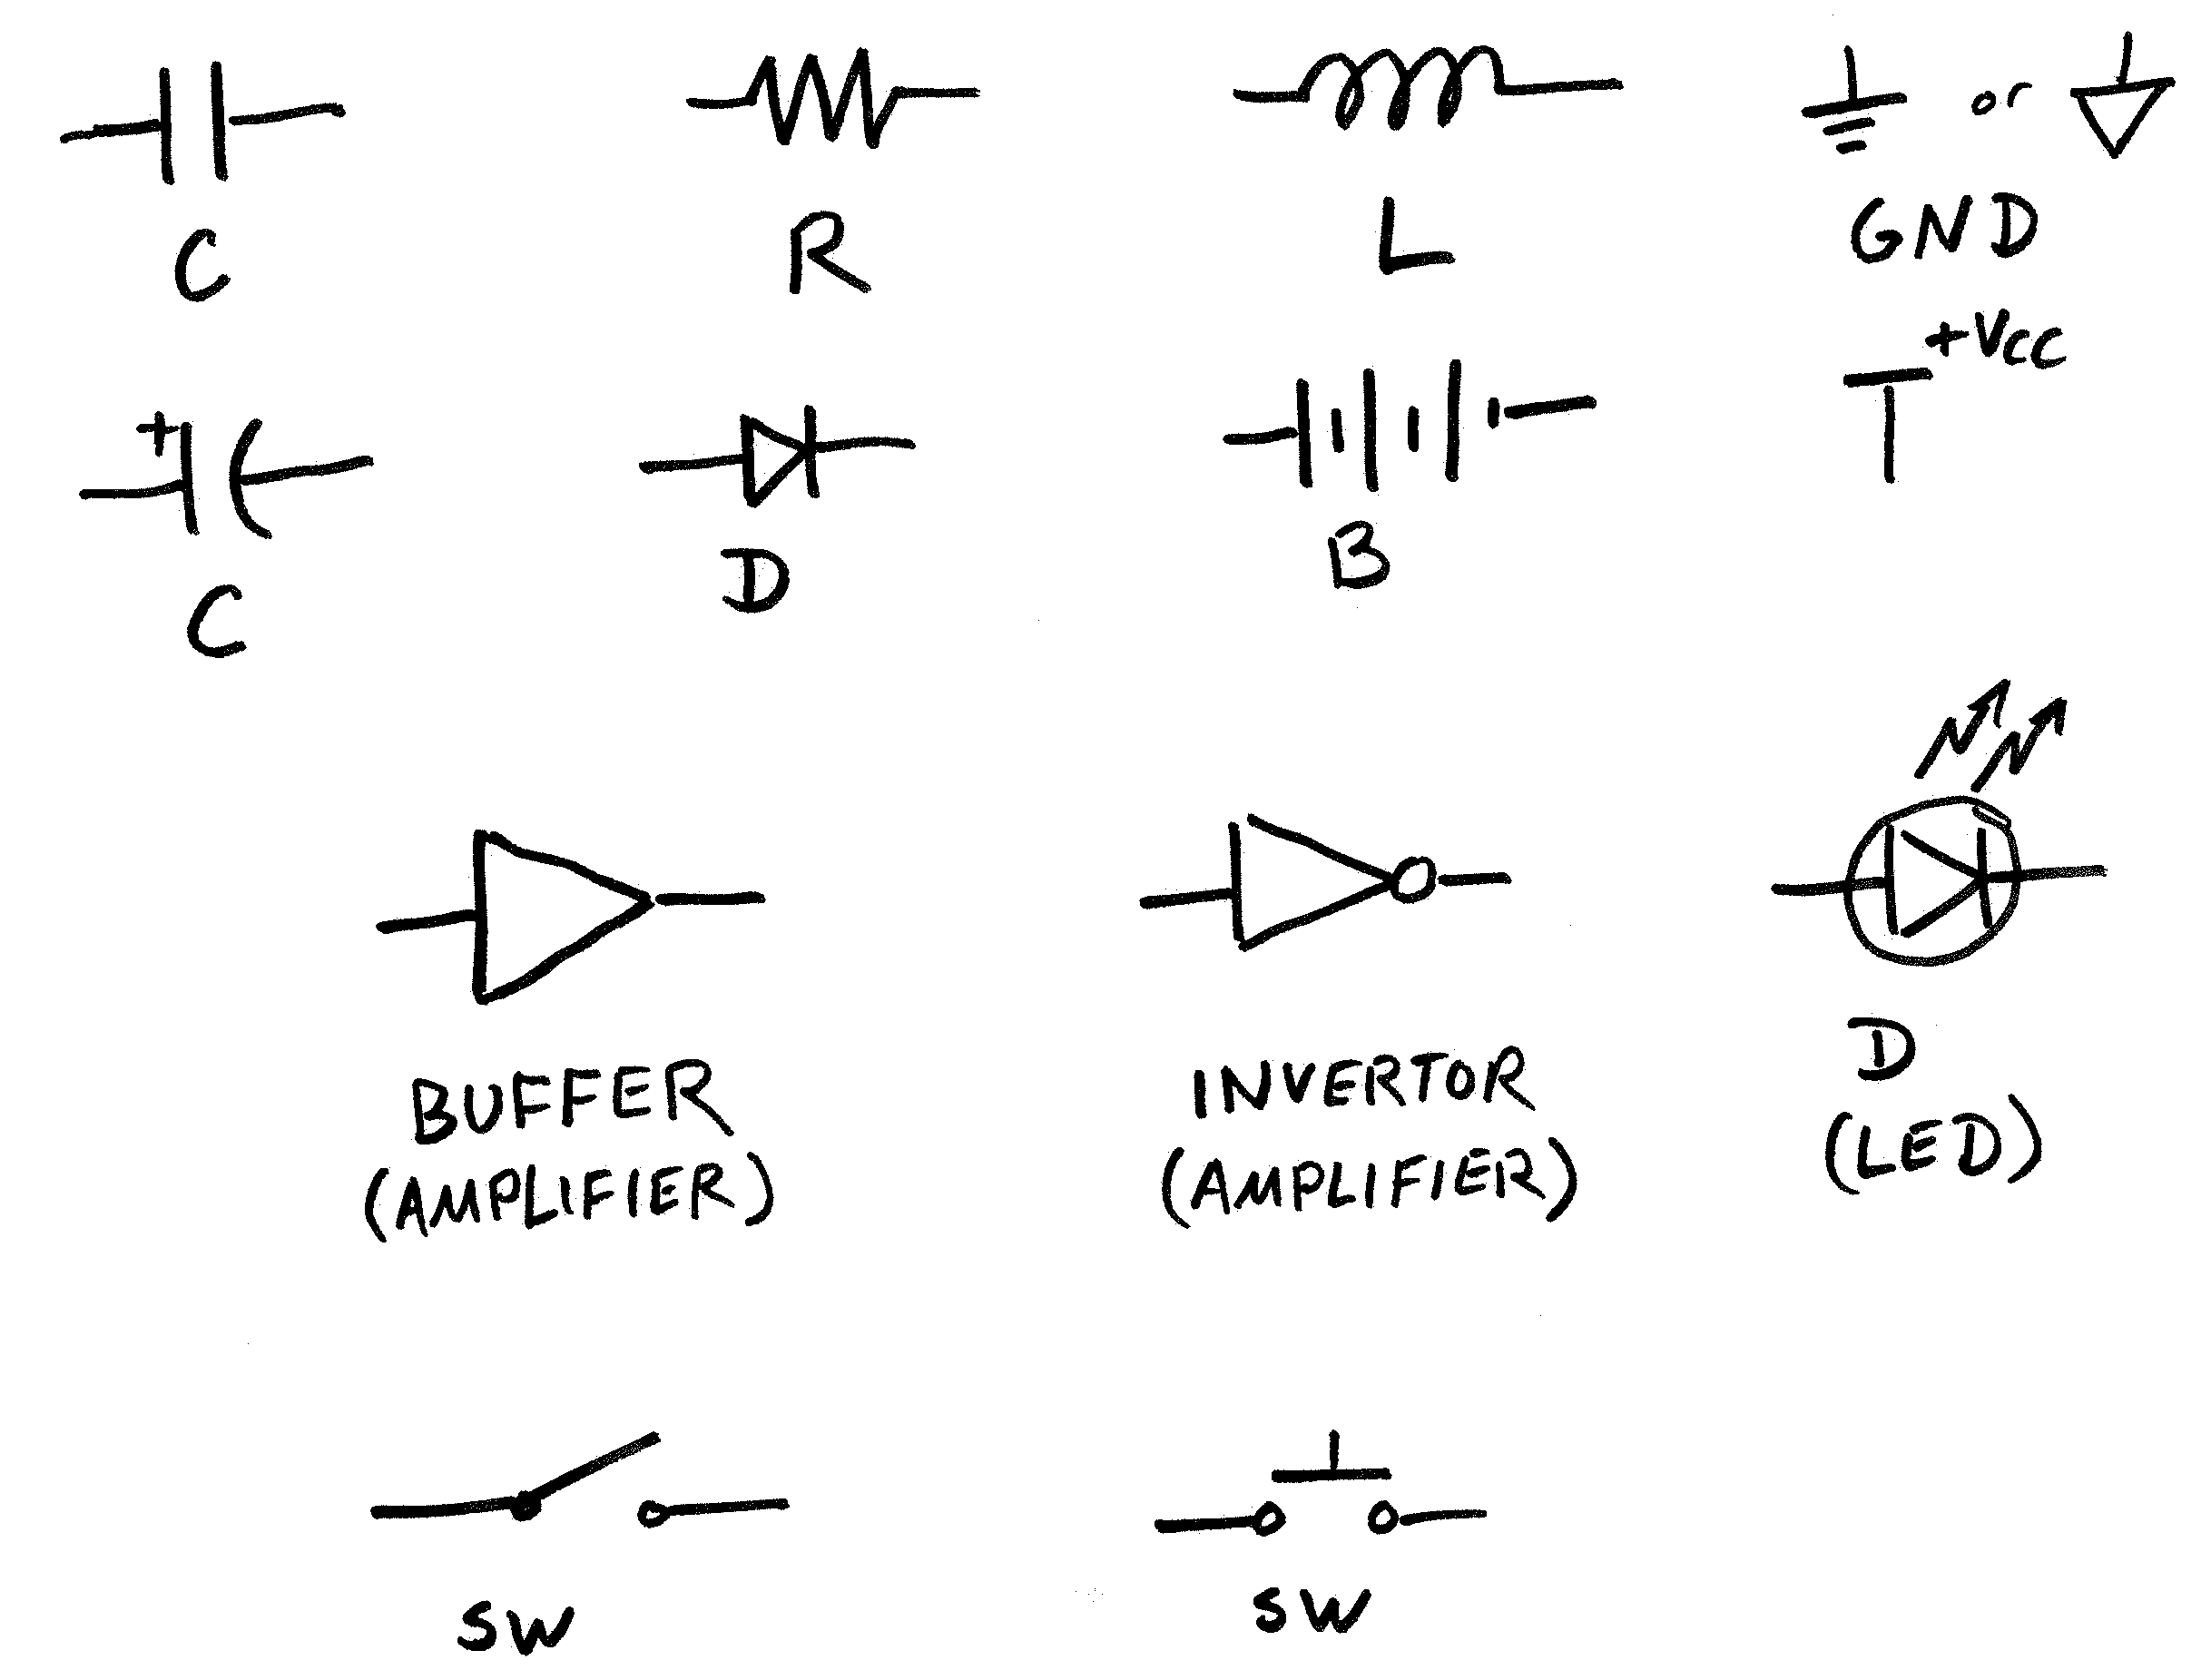 or
C
R
L
GND
+
+Vcc
C
D
B
BUFFER
(AMPLIFIER)
INVERTOR
(AMPLIFIER)
D
(LED)
SW
SW